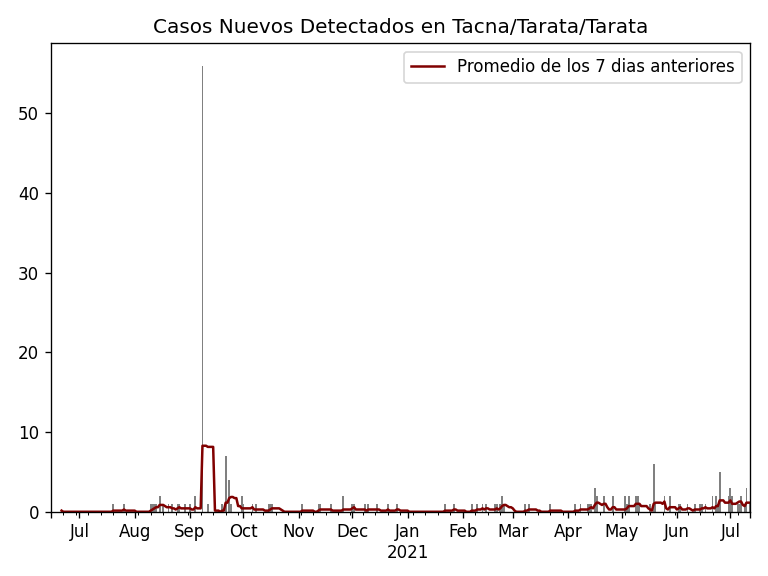 Casos Nuevos Detectados en Tacna/Tarata/Tarata
Promedio de los 7 dias anteriores
50
40
30
20
10
0
Jul Aug Sep Oct Nov Dec Jan Feb Mar Apr May Jun Jul
2021